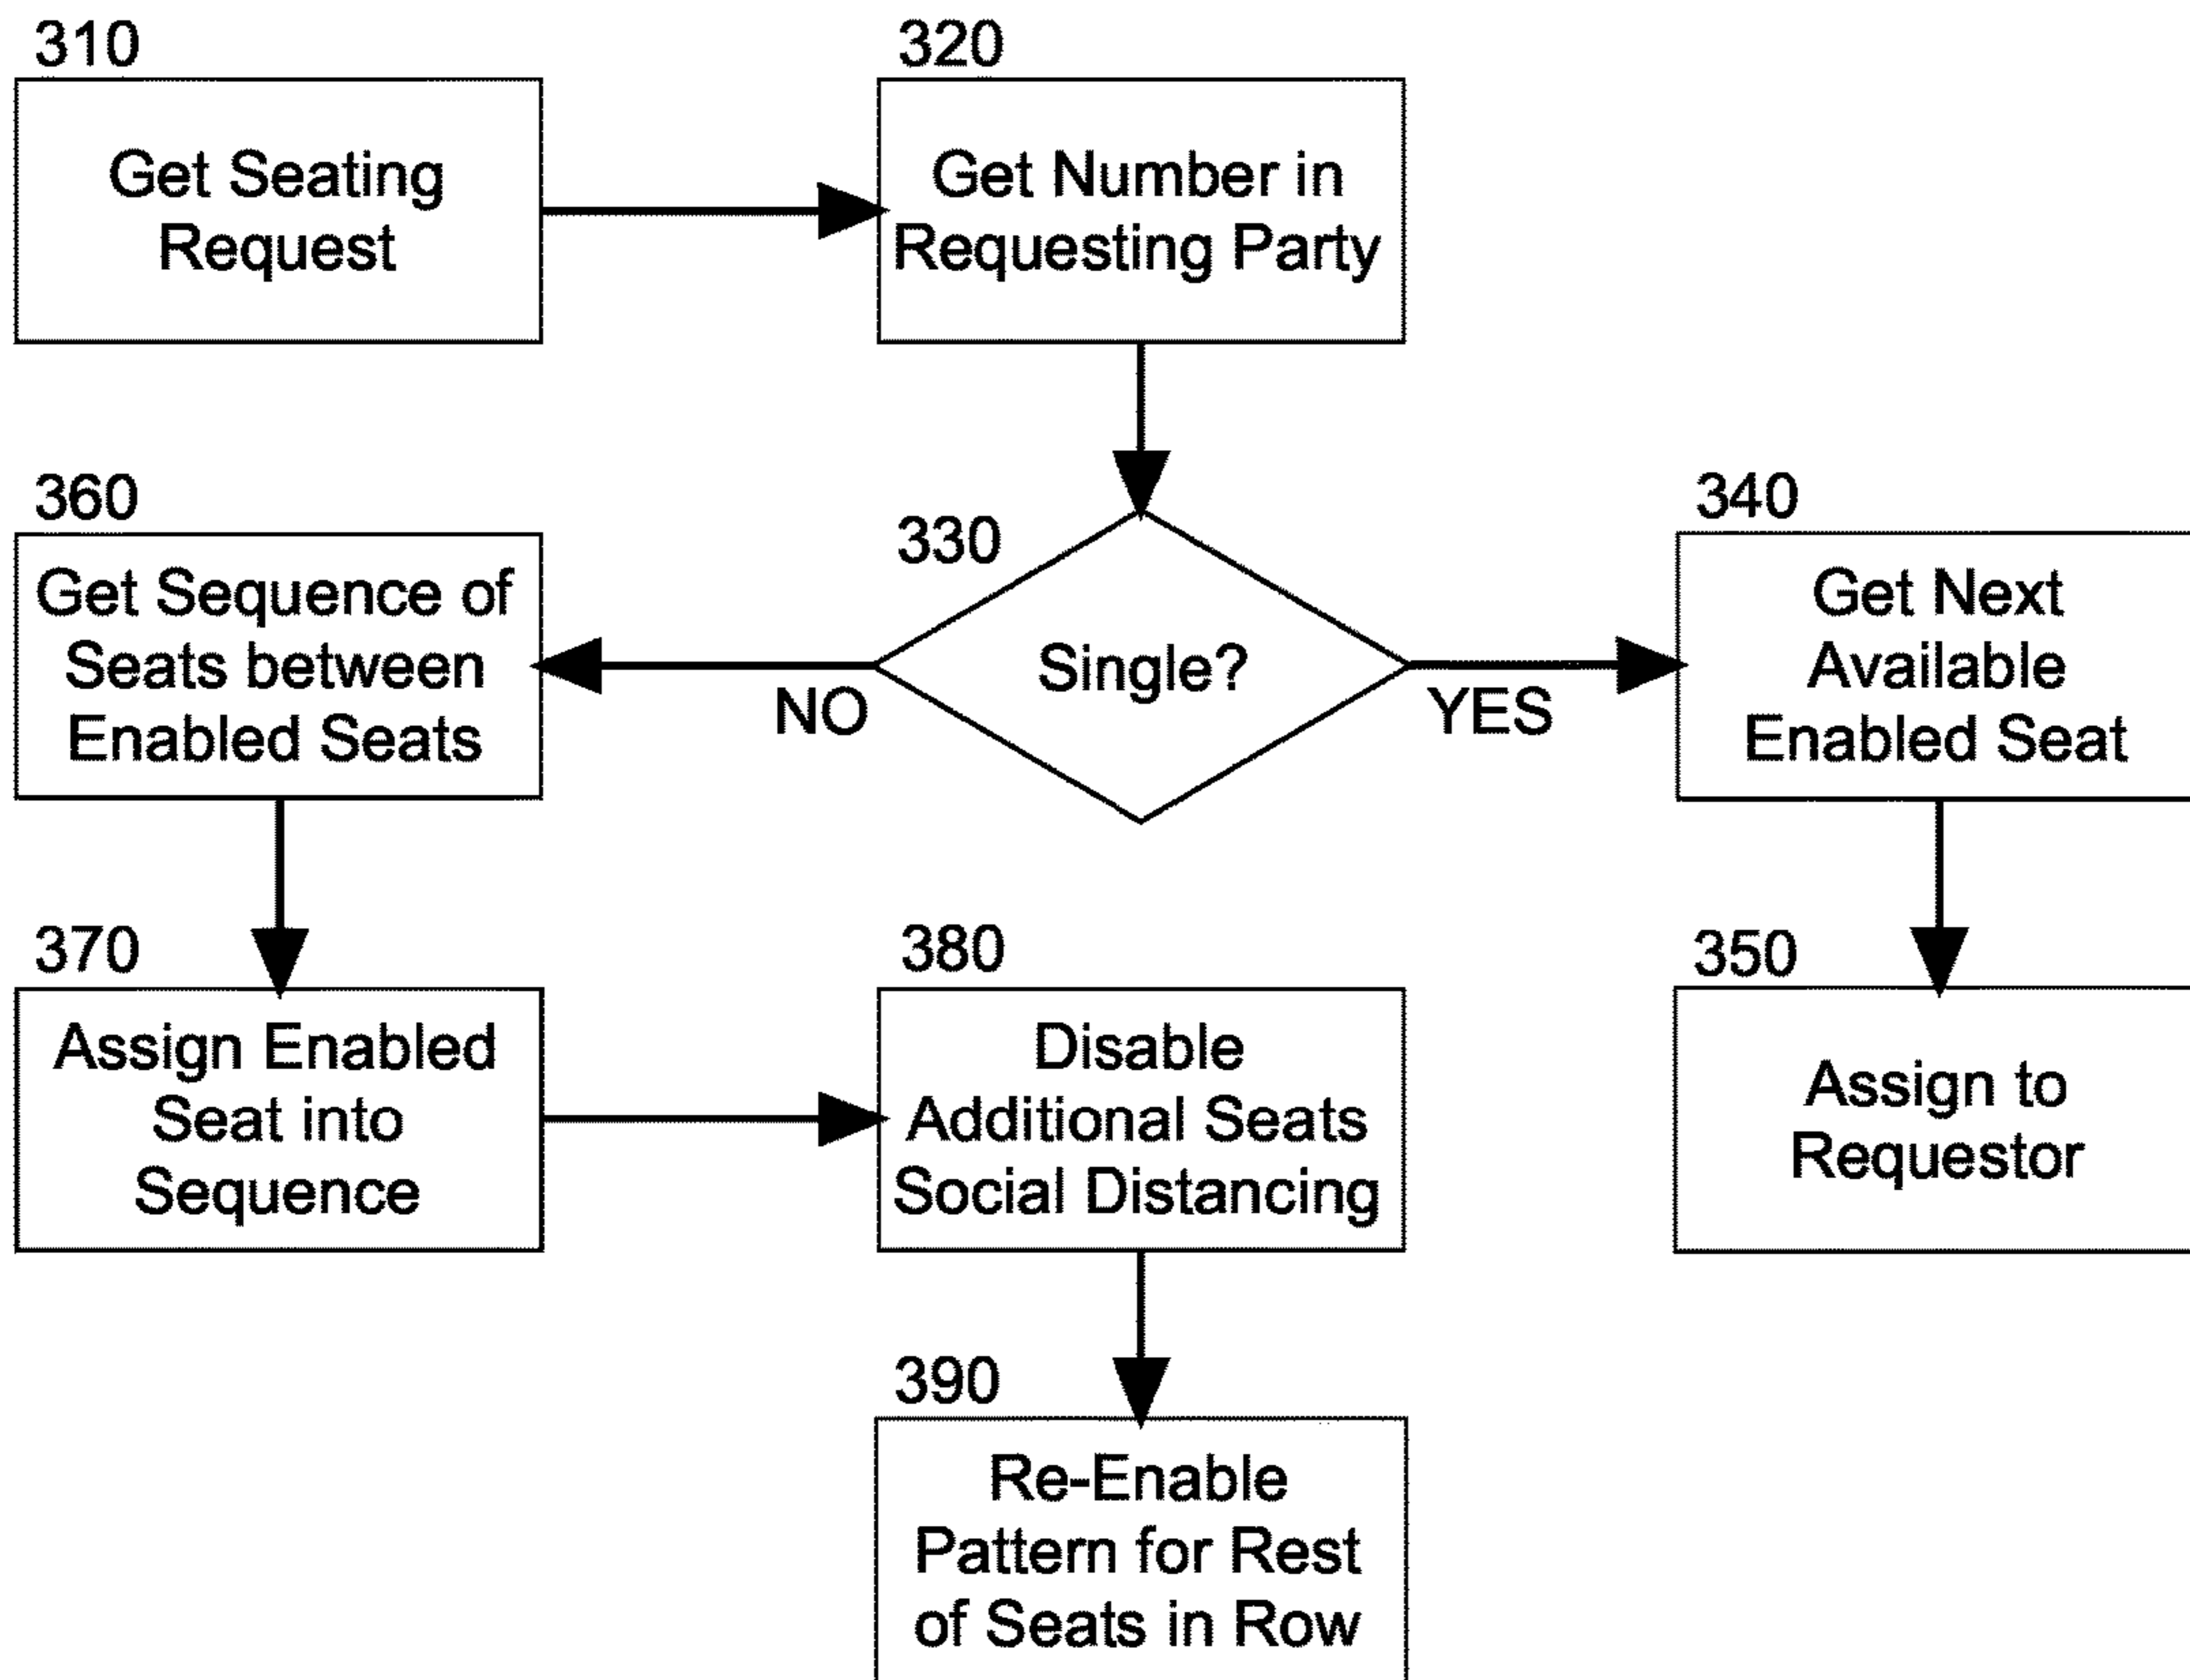 310
Get Seating
Request
320
Get Number in
Requesting Party
330
Single?
NO
YES
340
Get Next
Available
Enabled Seat
350
Assign to
Requestor
360
Get Sequence of
Seats between
Enabled Seats
370
Assign Enabled
Seat into
Sequence
380
Disable
Additional Seats
Social Distancing
390
Re-Enable
Pattern for Rest
of Seats in Row